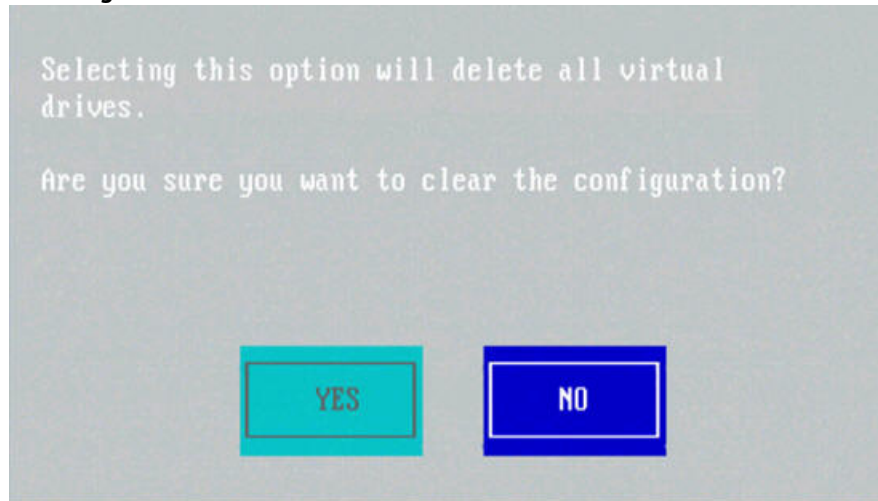 Selecting this option will delete all virtual
drives.
Are you sure you want to clear the configuration?
YES
NO